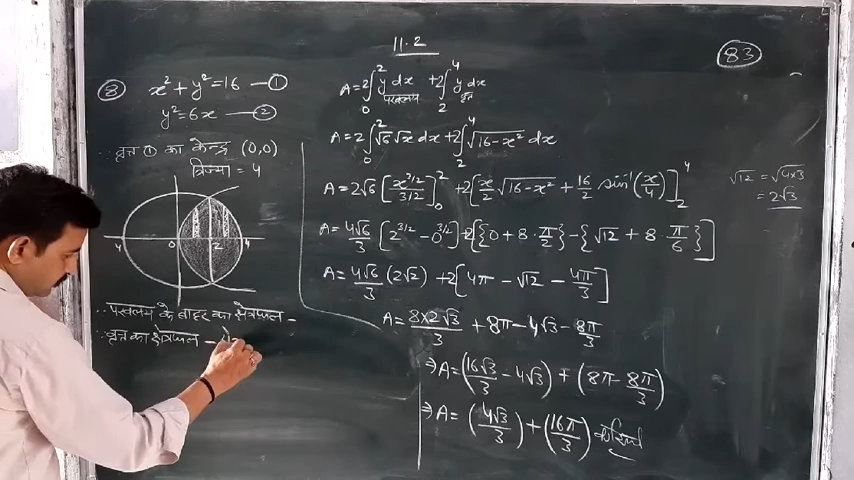 11.2
83
8 x² + y² = 16 — 1
y² = 6x — 2
∴ वृत्त 1 का केन्द्र (0,0)
त्रिज्या = 4
4 0 2 4
∴ परवलय के बाहर का क्षेत्रफल =
∴ वृत्त का क्षेत्रफल -
A = 2∫₀² y dx + 2∫₂⁴ y dx
परवलय वृत्त
A = 2∫₀² √6 √x dx + 2∫₂⁴ √(16-x²) dx
A = 2√6 [x^(3/2) / (3/2)]₀² + 2[x/2 √(16-x²) + 16/2 sin⁻¹(x/4)]₂⁴
√12 = √(4×3)
= 2√3
A = 4√6/3 [2^(3/2) - 0^(3/2)] + 2[{0 + 8·π/2} - {√12 + 8·π/6}]
A = 4√6/3 (2√2) + 2[4π - √12 - 4π/3]
A = 8×2√3/3 + 8π - 4√3 - 8π/3
⇒ A = (16√3/3 - 4√3) + (8π - 8π/3)
⇒ A = (4√3/3) + (16π/3)